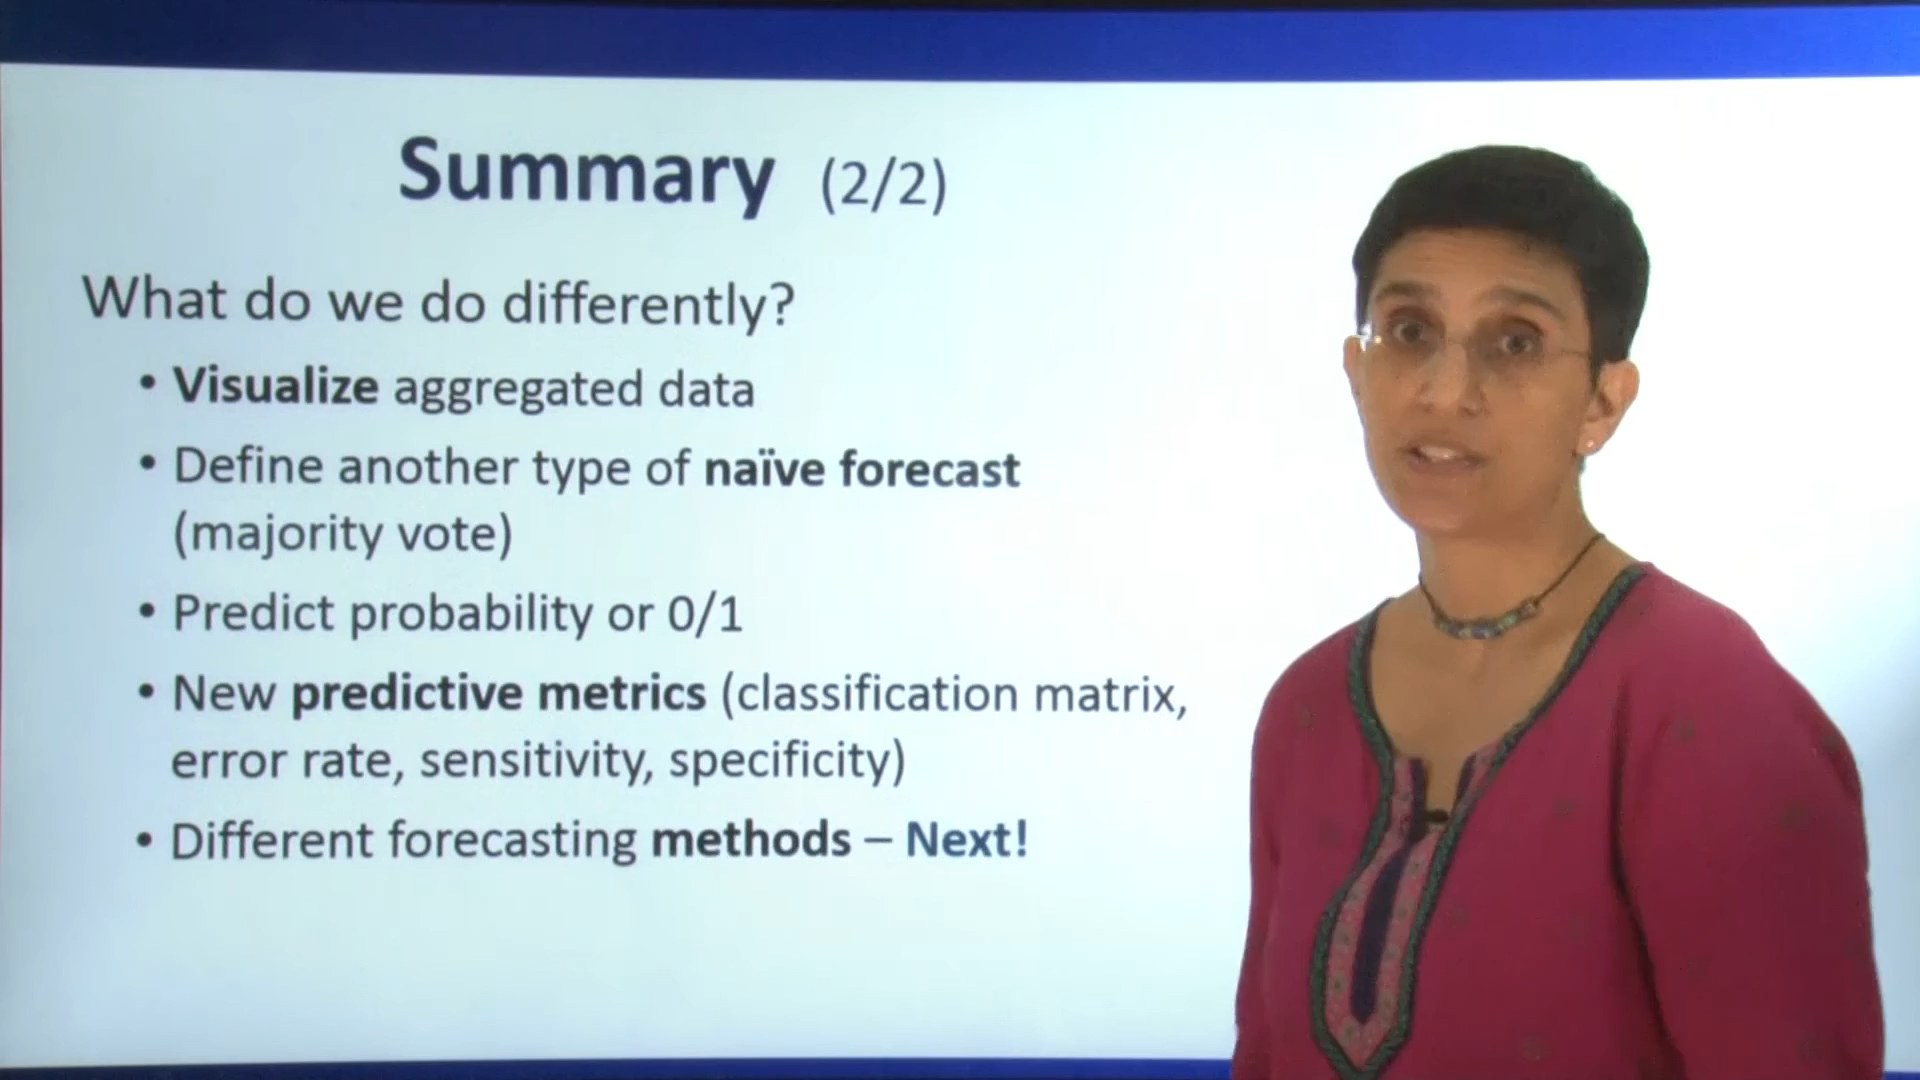 Summary (2/2)
What do we do differently?
• Visualize aggregated data
• Define another type of naïve forecast
(majority vote)
• Predict probability or 0/1
• New predictive metrics (classification matrix,
error rate, sensitivity, specificity)
• Different forecasting methods – Next!